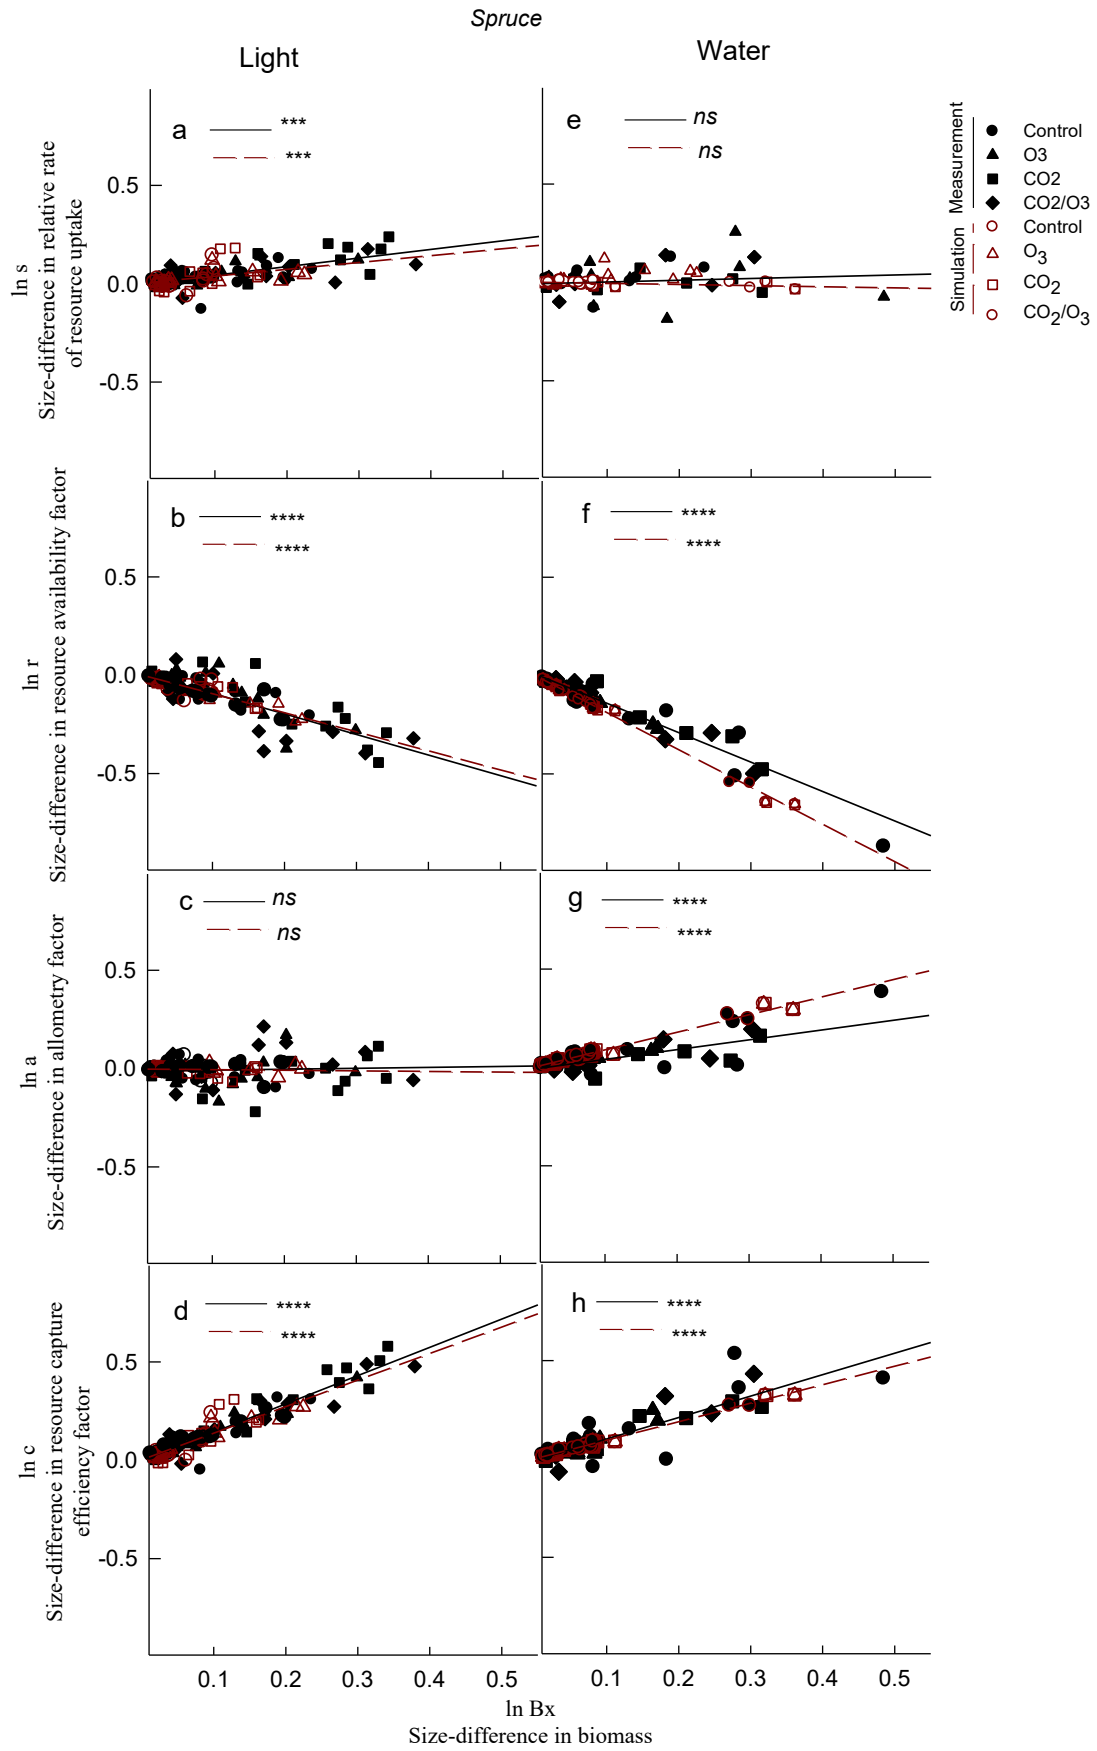 Spruce
Light
Water
a
***
***
e
ns
ns
Measurement
Control
O3
CO2
CO2/O3
Simulation
Control
O3
CO2
CO2/O3
ln s
Size-difference in relative rate
of resource uptake
0.5
0.0
-0.5
b
****
****
f
****
****
ln r
Size-difference in resource availability factor
0.5
0.0
-0.5
c
ns
ns
g
****
****
ln a
Size-difference in allometry factor
0.5
0.0
-0.5
d
****
****
h
****
****
ln c
Size-difference in resource capture
efficiency factor
0.5
0.0
-0.5
0.1 0.2 0.3 0.4 0.5
0.1 0.2 0.3 0.4 0.5
ln Bx
Size-difference in biomass